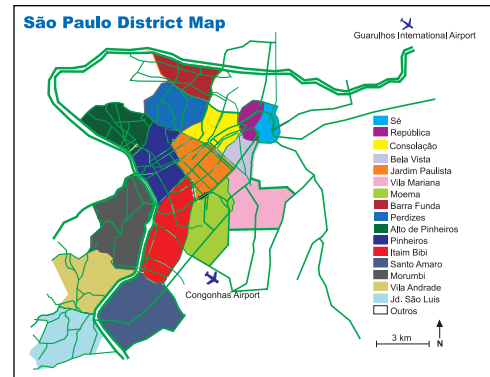 São Paulo District Map
Guarulhos International Airport
Sé
República
Consolação
Bela Vista
Jardim Paulista
Vila Mariana
Moema
Barra Funda
Perdizes
Alto de Pinheiros
Pinheiros
Itaim Bibi
Santo Amaro
Morumbi
Vila Andrade
Jd. São Luis
Outros
Congonhas Airport
3 km
N